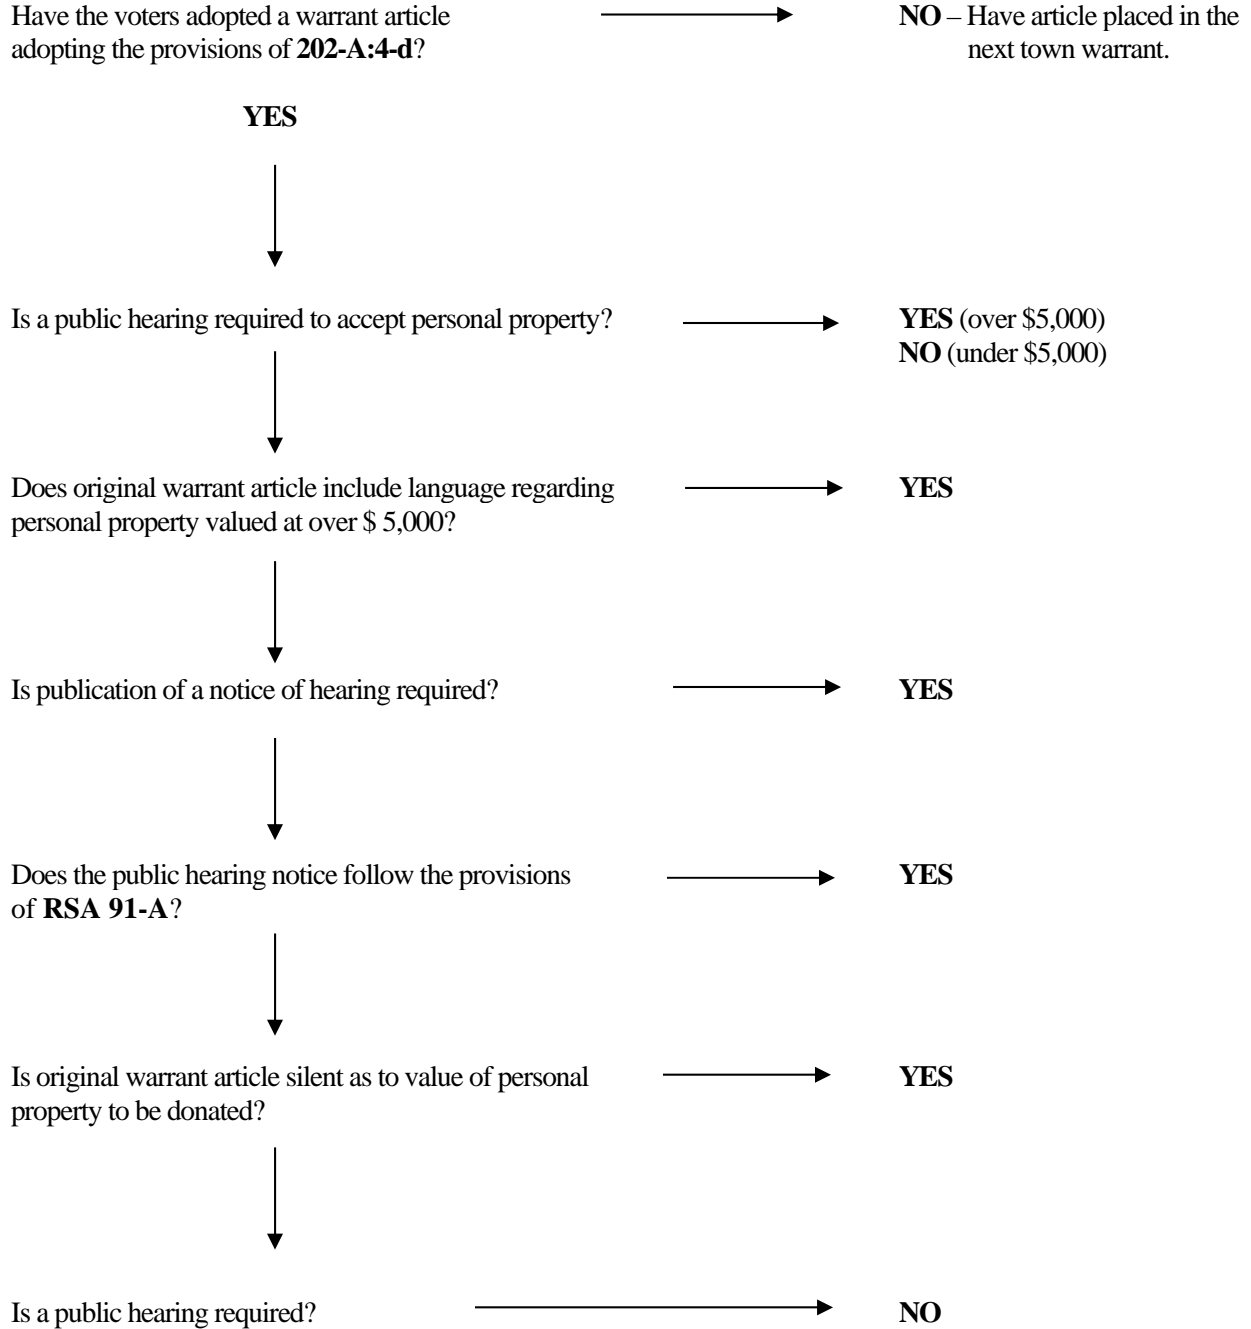 Have the voters adopted a warrant article
adopting the provisions of 202-A:4-d?
NO – Have article placed in the
next town warrant.
YES
Is a public hearing required to accept personal property?
YES (over $5,000)
NO (under $5,000)
Does original warrant article include language regarding
personal property valued at over $ 5,000?
YES
Is publication of a notice of hearing required?
YES
Does the public hearing notice follow the provisions
of RSA 91-A?
YES
Is original warrant article silent as to value of personal
property to be donated?
YES
Is a public hearing required?
NO